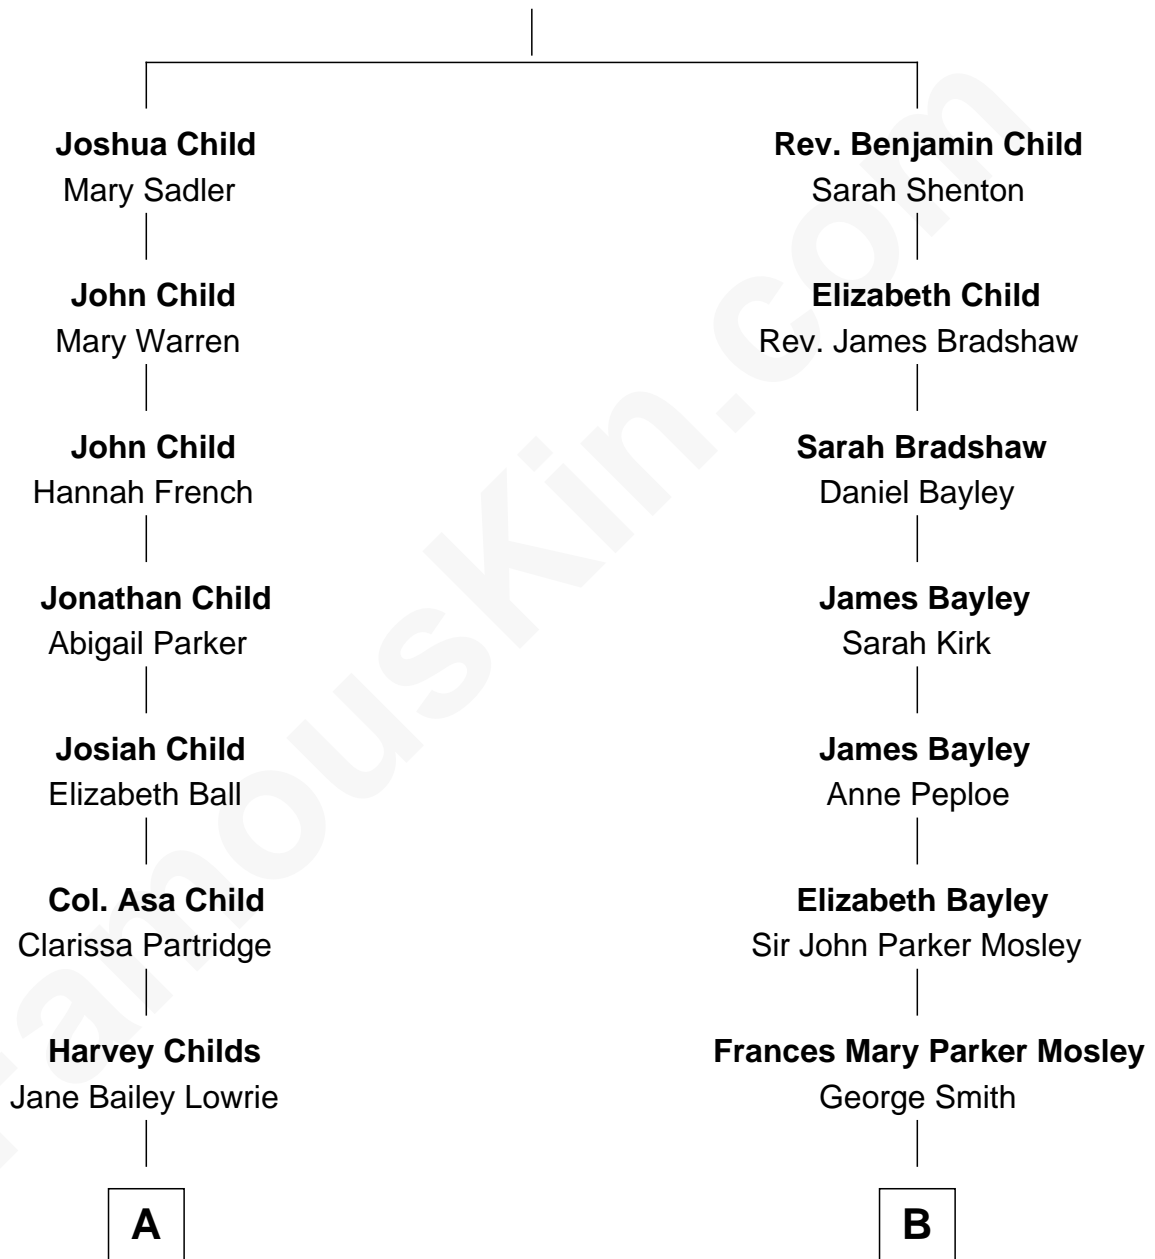 Joshua Child
Mary Sadler
John Child
Mary Warren
John Child
Hannah French
Jonathan Child
Abigail Parker
Josiah Child
Elizabeth Ball
Col. Asa Child
Clarissa Partridge
Harvey Childs
Jane Bailey Lowrie
A
Rev. Benjamin Child
Sarah Shenton
Elizabeth Child
Rev. James Bradshaw
Sarah Bradshaw
Daniel Bayley
James Bayley
Sarah Kirk
James Bayley
Anne Peploe
Elizabeth Bayley
Sir John Parker Mosley
Frances Mary Parker Mosley
George Smith
B
FamousKin.com